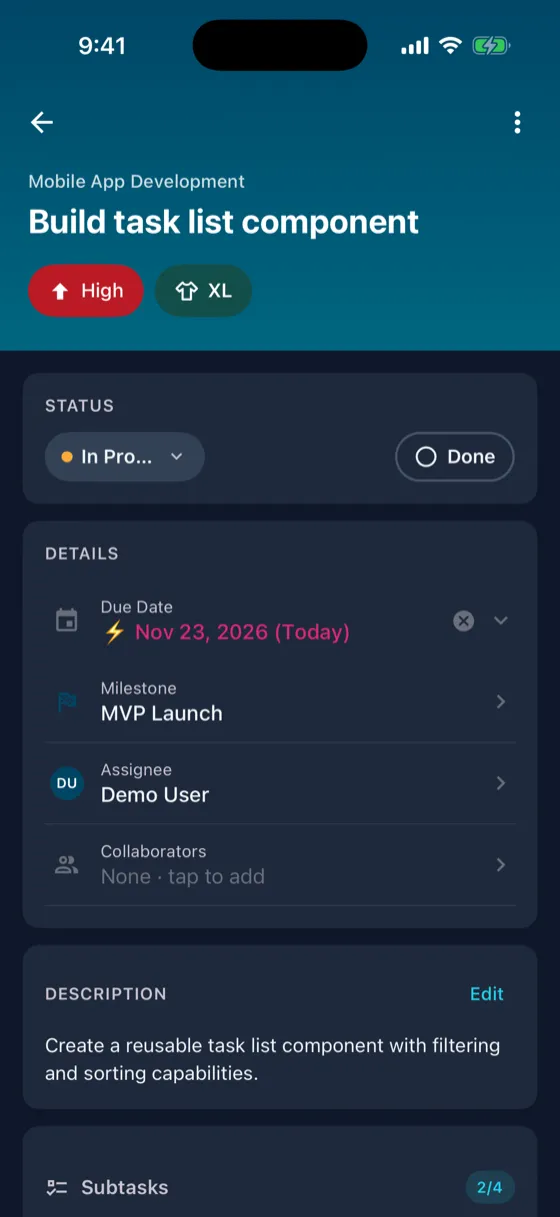 9:41
Mobile App Development
Build task list component
High
XL
STATUS
In Pro...
Done
DETAILS
Due Date
⚡ Nov 23, 2026 (Today)
Milestone
MVP Launch
DU
Assignee
Demo User
Collaborators
None · tap to add
DESCRIPTION
Edit
Create a reusable task list component with filtering
and sorting capabilities.
Subtasks
2/4